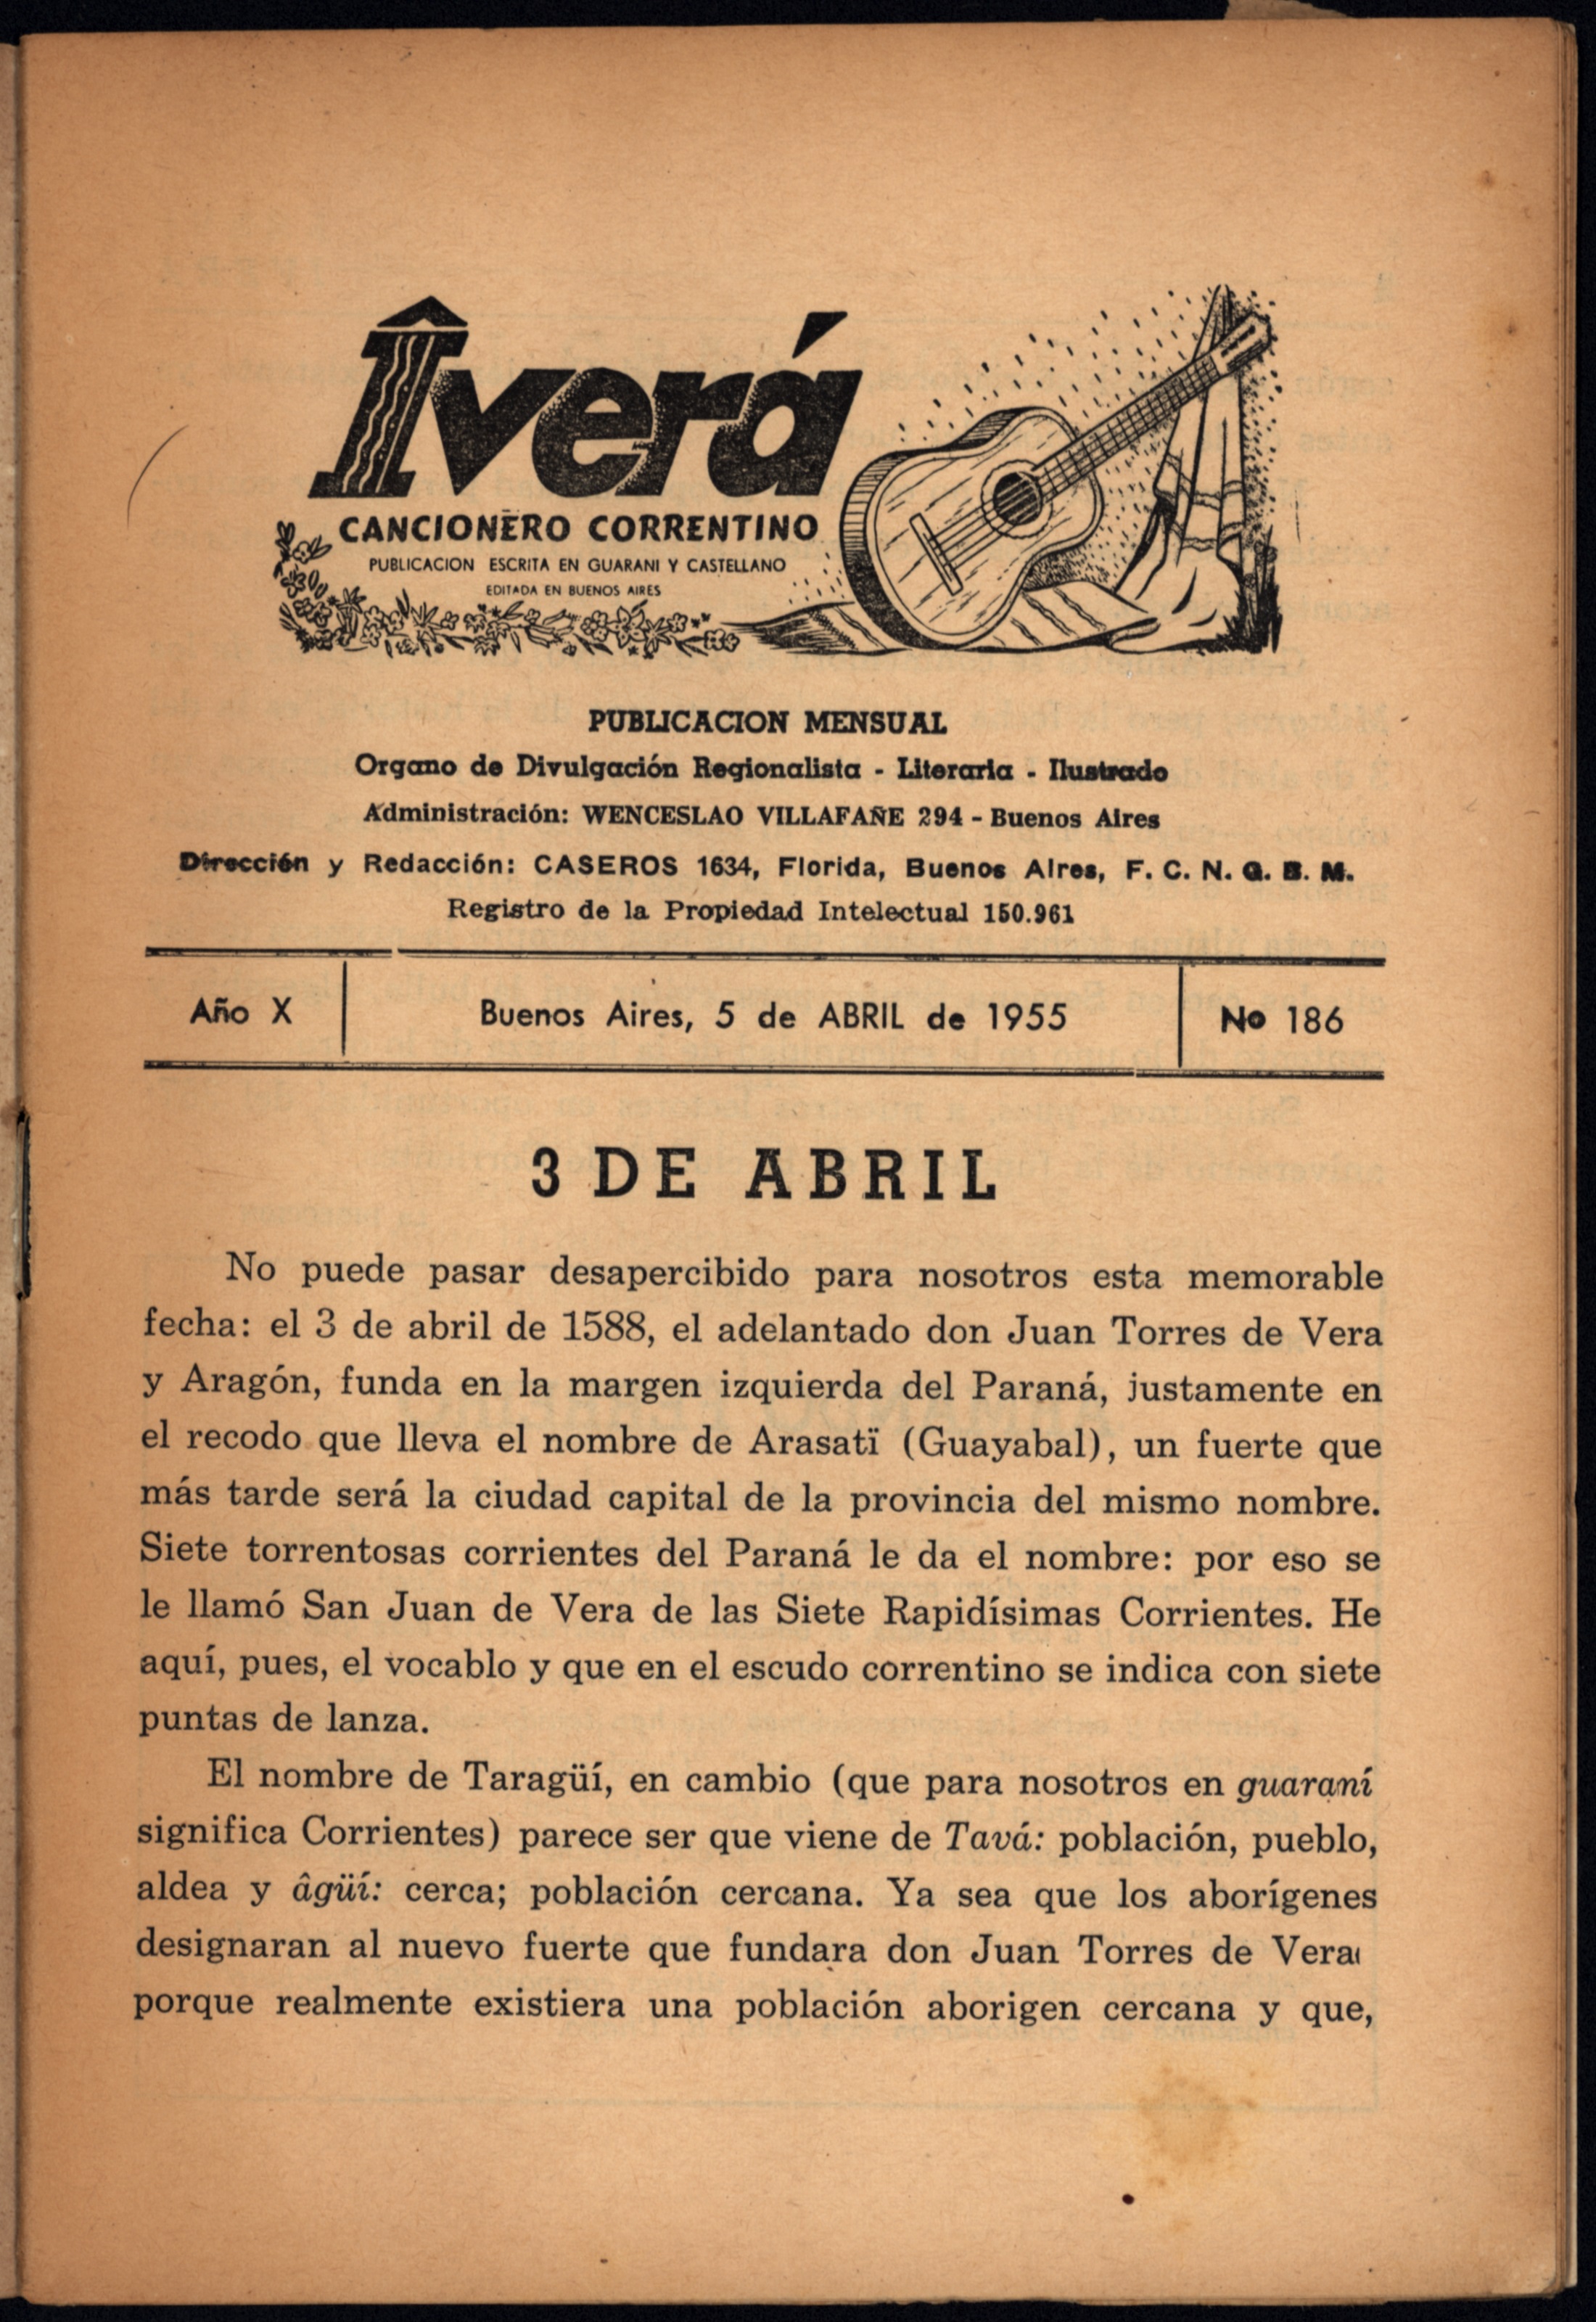 Îverá
CANCIONERO CORRENTINO
PUBLICACION ESCRITA EN GUARANI Y CASTELLANO
EDITADA EN BUENOS AIRES
PUBLICACION MENSUAL
Organo de Divulgación Regionalista - Literaria - Ilustrado
Administración: WENCESLAO VILLAFAÑE 294 - Buenos Aires
Dirección y Redacción: CASEROS 1634, Florida, Buenos Aires, F. C. N. G. B. M.
Registro de la Propiedad Intelectual 150.961
Año X
Buenos Aires, 5 de ABRIL de 1955
No 186
3 DE ABRIL
No puede pasar desapercibido para nosotros esta memorable
fecha: el 3 de abril de 1588, el adelantado don Juan Torres de Vera
y Aragón, funda en la margen izquierda del Paraná, justamente en
el recodo que lleva el nombre de Arasatï (Guayabal), un fuerte que
más tarde será la ciudad capital de la provincia del mismo nombre.
Siete torrentosas corrientes del Paraná le da el nombre: por eso se
le llamó San Juan de Vera de las Siete Rapidísimas Corrientes. He
aquí, pues, el vocablo y que en el escudo correntino se indica con siete
puntas de lanza.
El nombre de Taragüí, en cambio (que para nosotros en guaraní
significa Corrientes) parece ser que viene de Tavá: población, pueblo,
aldea y âgüí: cerca; población cercana. Ya sea que los aborígenes
designaran al nuevo fuerte que fundara don Juan Torres de Vera
porque realmente existiera una población aborigen cercana y que,